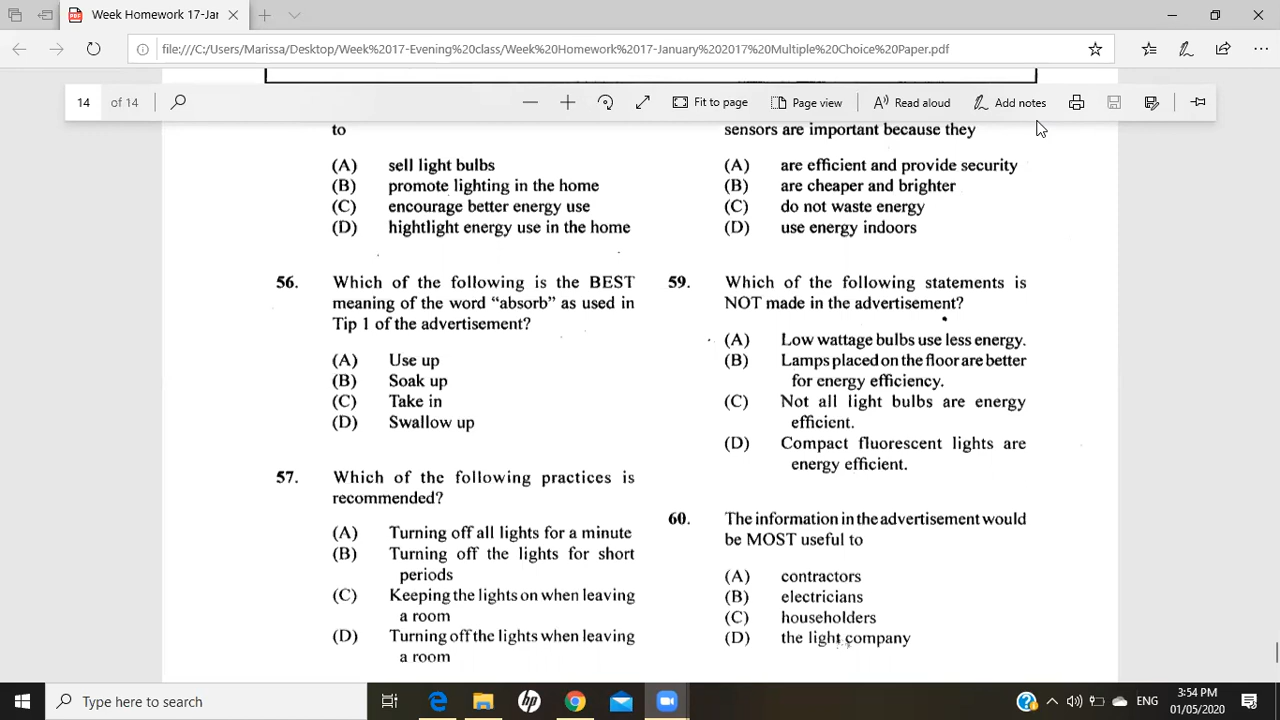 Week Homework 17-Jar
file:///C:/Users/Marissa/Desktop/Week%2017-Evening%20class/Week%20Homework%2017-January%202017%20Multiple%20Choice%20Paper.pdf
14 of 14
Fit to page
Page view
Read aloud
Add notes
to
(A) sell light bulbs
(B) promote lighting in the home
(C) encourage better energy use
(D) hightlight energy use in the home
56. Which of the following is the BEST
meaning of the word “absorb” as used in
Tip 1 of the advertisement?
(A) Use up
(B) Soak up
(C) Take in
(D) Swallow up
57. Which of the following practices is
recommended?
(A) Turning off all lights for a minute
(B) Turning off the lights for short
periods
(C) Keeping the lights on when leaving
a room
(D) Turning off the lights when leaving
a room
sensors are important because they
(A) are efficient and provide security
(B) are cheaper and brighter
(C) do not waste energy
(D) use energy indoors
59. Which of the following statements is
NOT made in the advertisement?
(A) Low wattage bulbs use less energy.
(B) Lamps placed on the floor are better
for energy efficiency.
(C) Not all light bulbs are energy
efficient.
(D) Compact fluorescent lights are
energy efficient.
60. The information in the advertisement would
be MOST useful to
(A) contractors
(B) electricians
(C) householders
(D) the light company
Type here to search
hp
ENG
3:54 PM
01/05/2020